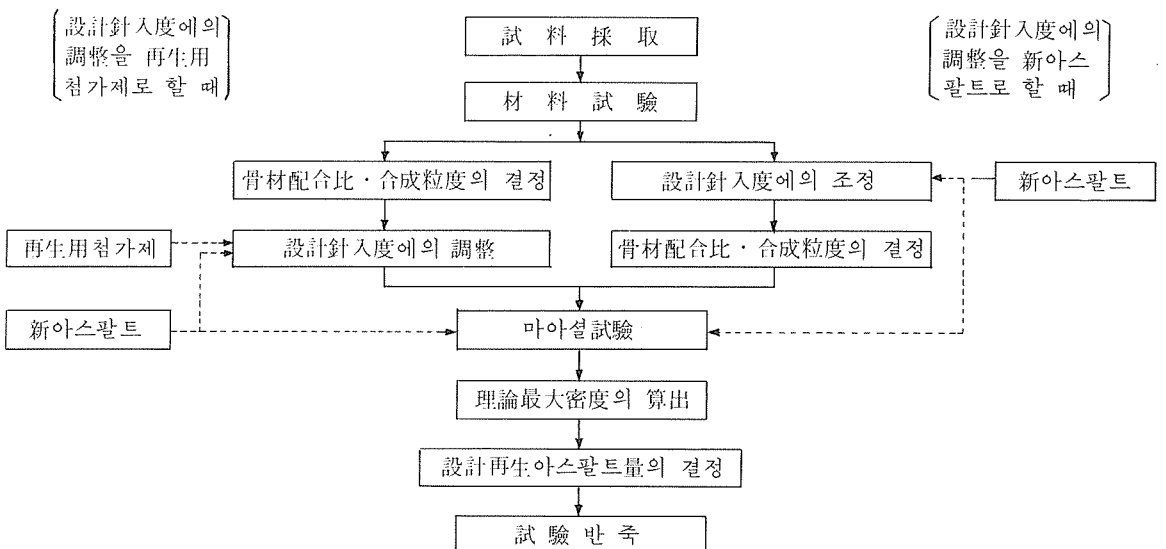 設計針入度에의
調整을 再生用
첨가제로 할 때
試料採取
設計針入度에의
調整을 新아스
팔트로 할 때
材料試驗
骨材配合比·合成粒度의 결정
設計針入度에의 조정
新아스팔트
再生用첨가제
設計針入度에의 調整
骨材配合比·合成粒度의 결정
新아스팔트
마아셜試驗
理論最大密度의 算出
設計再生아스팔트量의 결정
試驗반죽